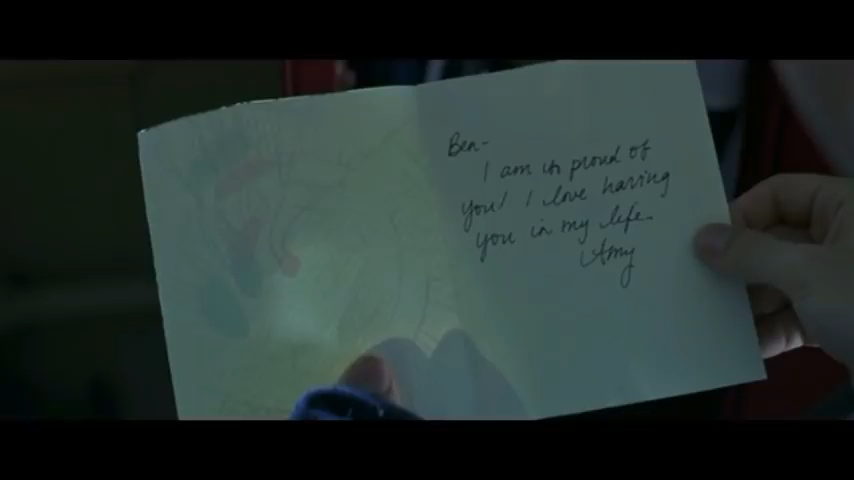 Ben-
I am so proud of
you! I love having
you in my life.
Amy